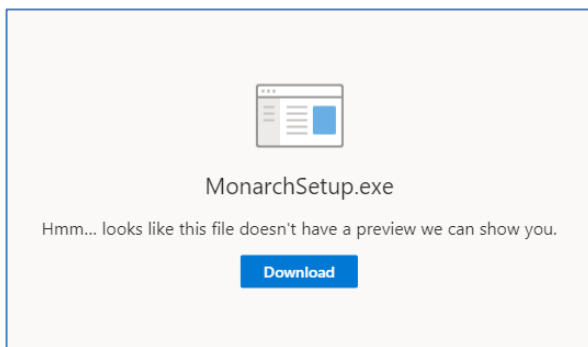 MonarchSetup.exe
Hmm... looks like this file doesn't have a preview we can show you.
Download